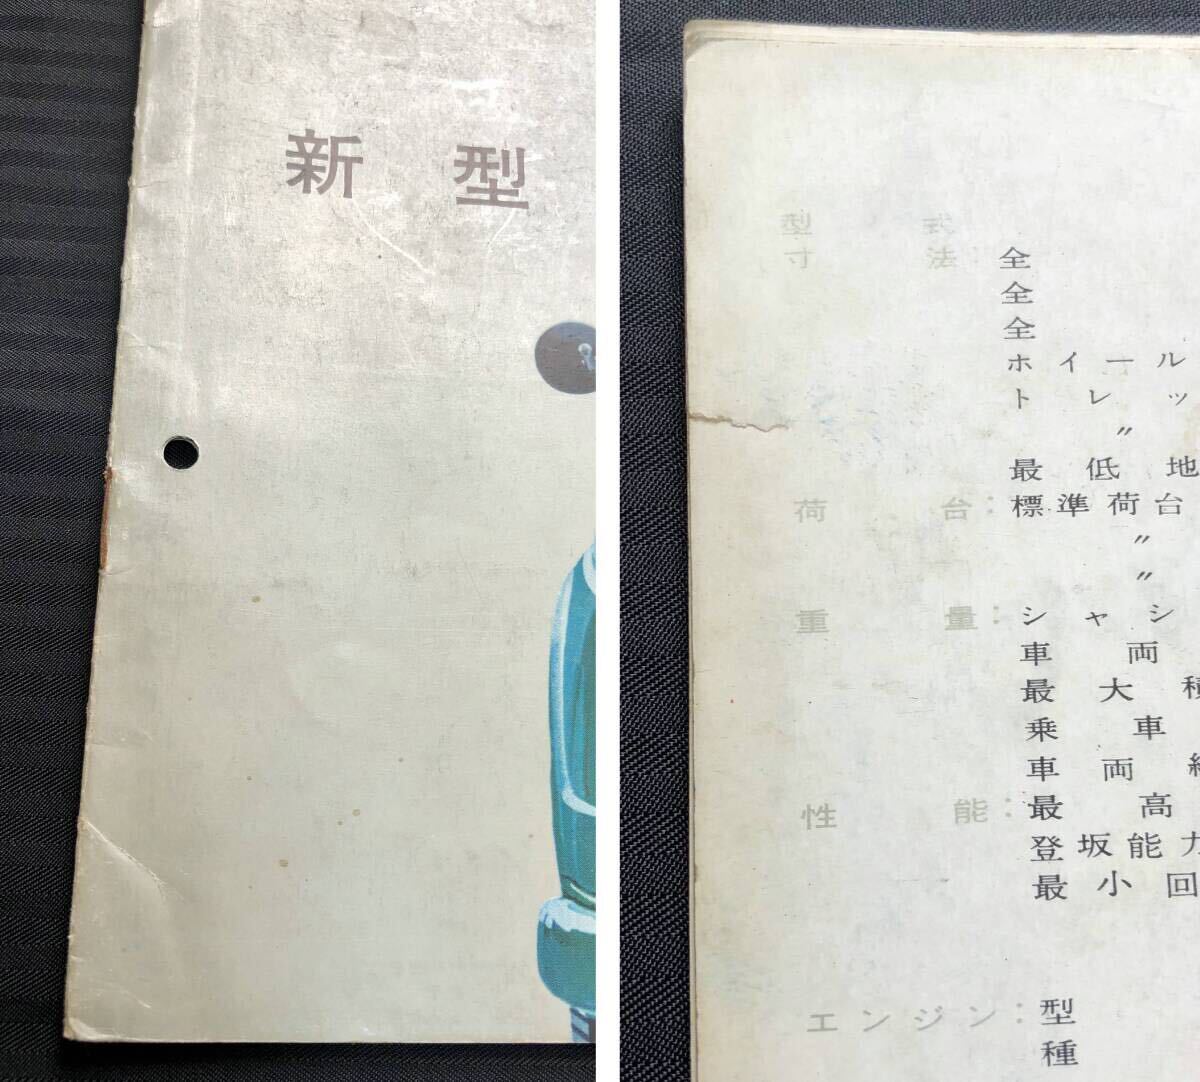 新型
型式
寸法: 全
全
全
ホイール
トレッ
〃
最低地
荷台: 標準荷台
〃
〃
重量: シャシ
車両
最大積
乗車
車両総
性能: 最高
登坂能力
最小回
エンジン: 型
種